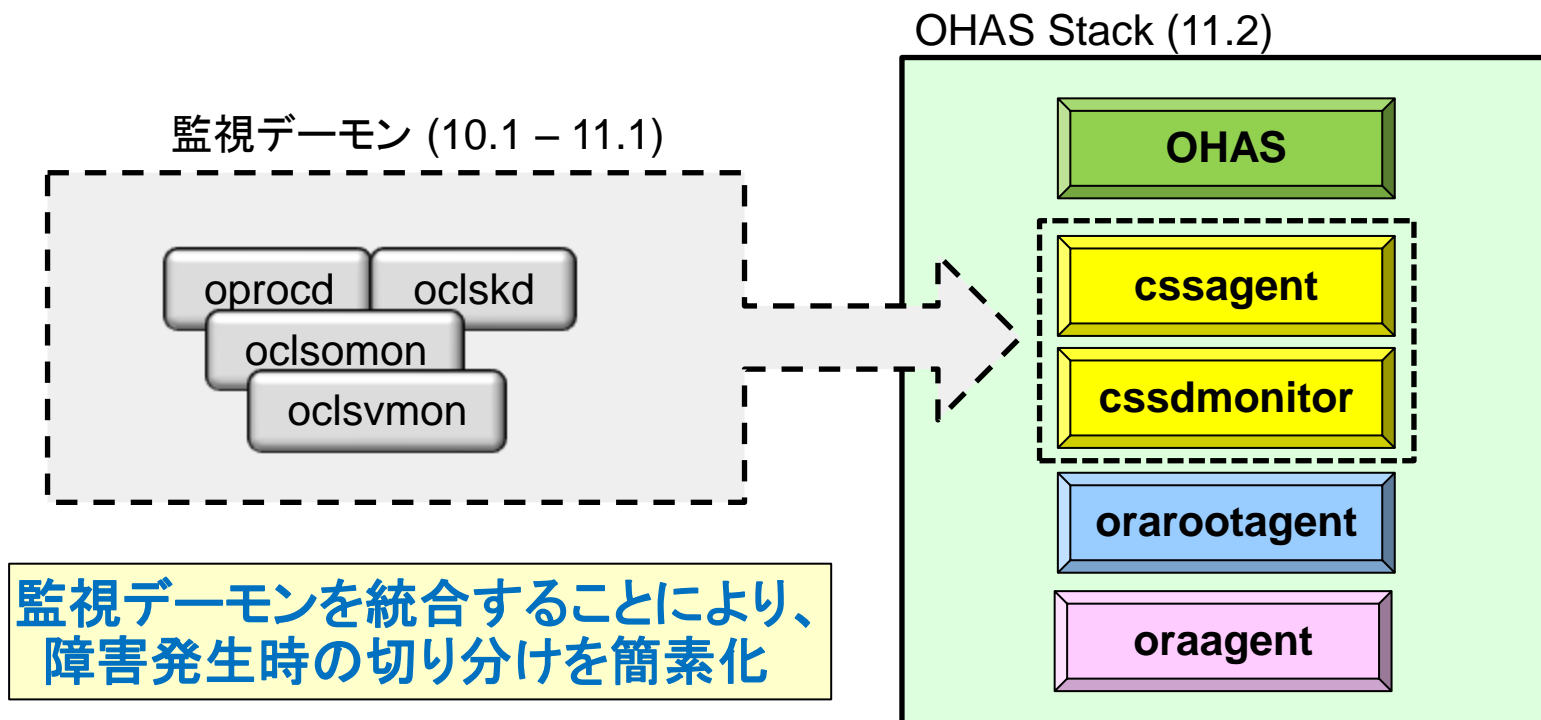 OHAS Stack (11.2)
監視デーモン (10.1 – 11.1)
oprocd
oclskd
oclsomon
oclsvmon
OHAS
cssagent
cssdmonitor
orarootagent
oraagent
監視デーモンを統合することにより、
障害発生時の切り分けを簡素化